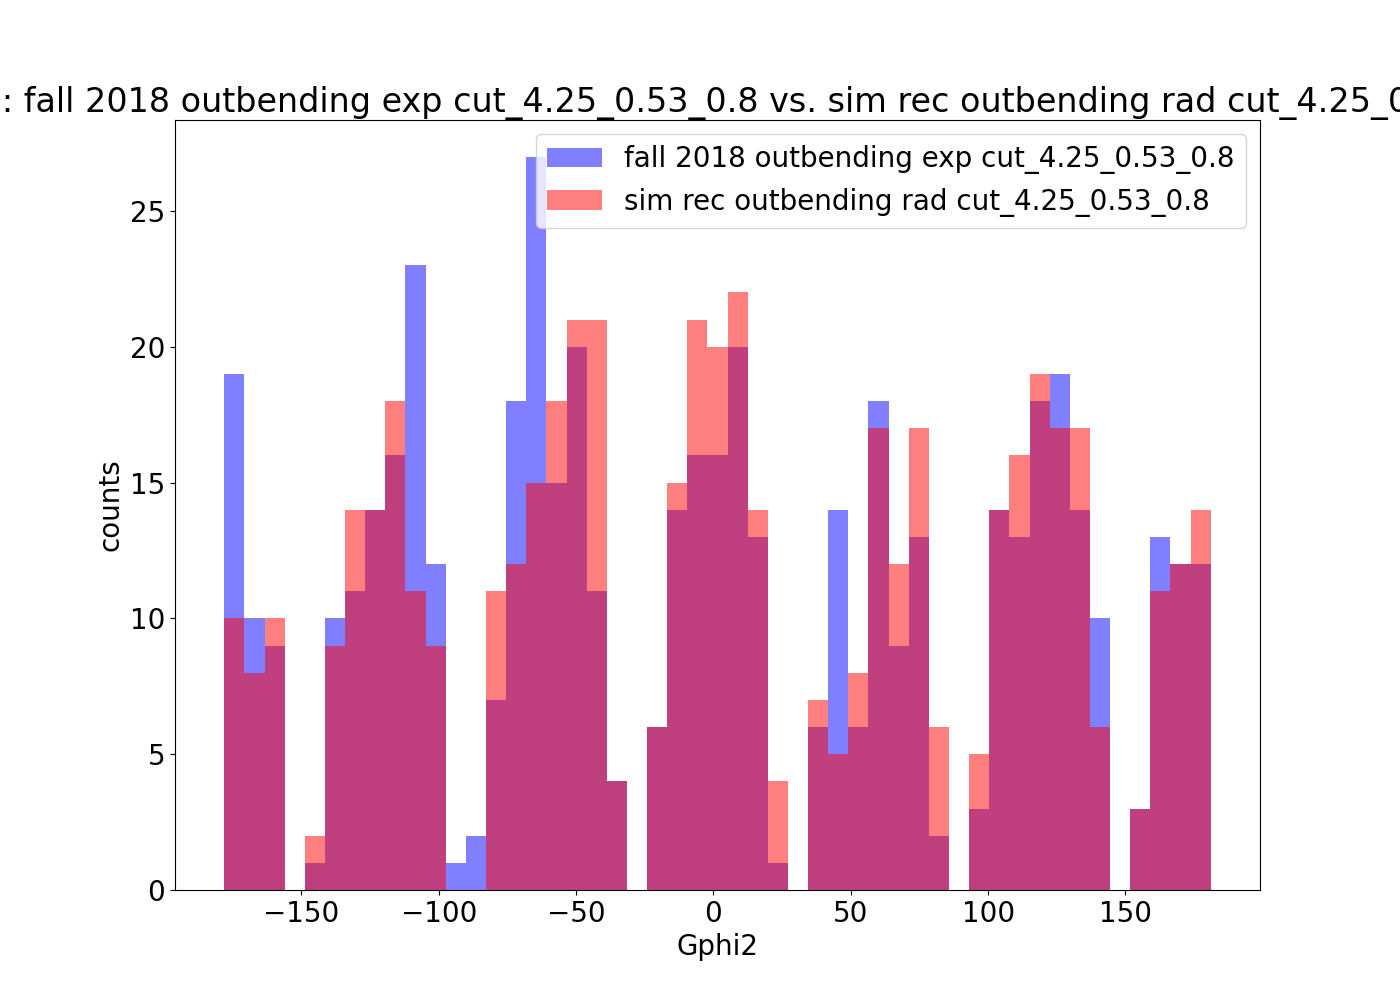 : fall 2018 outbending exp cut_4.25_0.53_0.8 vs. sim rec outbending rad cut_4.25_0
fall 2018 outbending exp cut_4.25_0.53_0.8
sim rec outbending rad cut_4.25_0.53_0.8
25
20
15
10
5
0
counts
−150
−100
−50
0
50
100
150
Gphi2